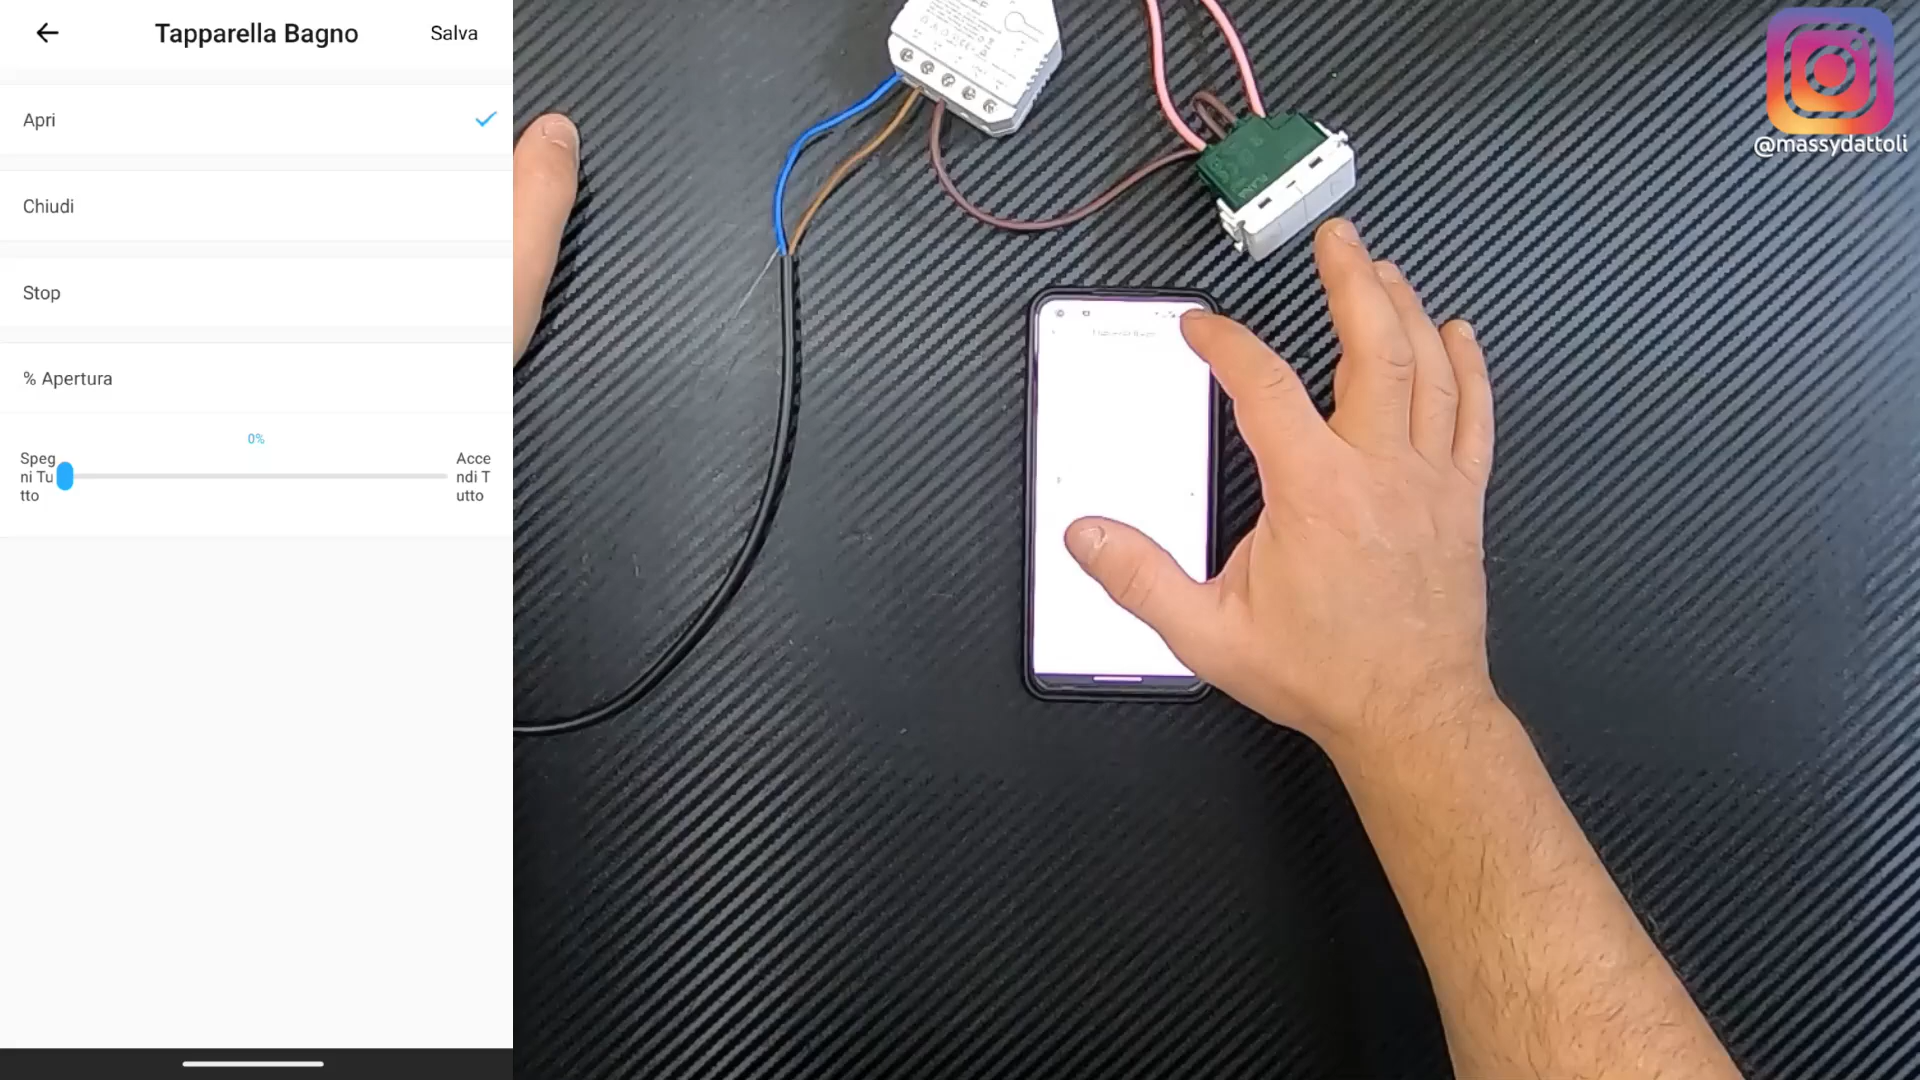 Tapparella Bagno
Salva
Apri
Chiudi
Stop
% Apertura
0%
Speg
ni Tu
tto
Acce
ndi T
utto
@massydattoli